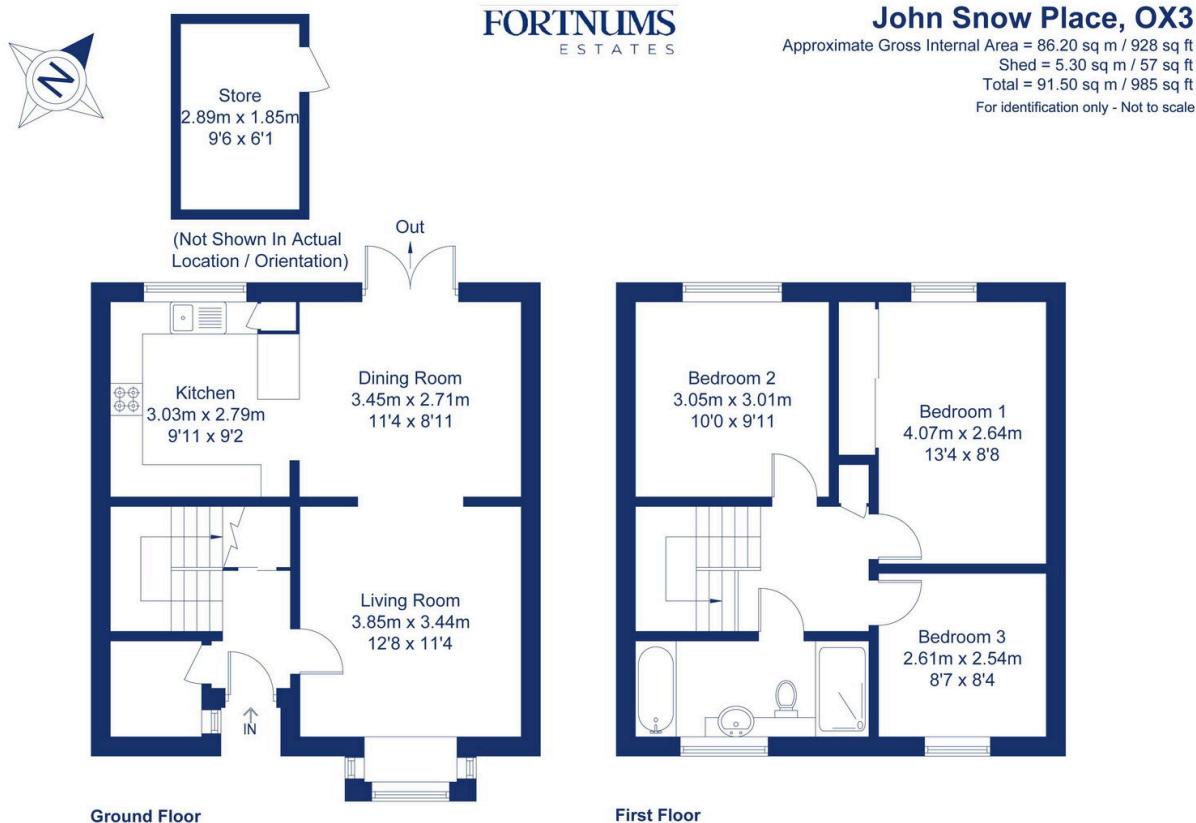 FORTNUMS
ESTATES
John Snow Place, OX3
Approximate Gross Internal Area = 86.20 sq m / 928 sq ft
Shed = 5.30 sq m / 57 sq ft
Total = 91.50 sq m / 985 sq ft
For identification only - Not to scale
N
Store
2.89m x 1.85m
9'6 x 6'1
(Not Shown In Actual
Location / Orientation)
Out
Kitchen
3.03m x 2.79m
9'11 x 9'2
Dining Room
3.45m x 2.71m
11'4 x 8'11
Living Room
3.85m x 3.44m
12'8 x 11'4
IN
Ground Floor
Bedroom 2
3.05m x 3.01m
10'0 x 9'11
Bedroom 1
4.07m x 2.64m
13'4 x 8'8
Bedroom 3
2.61m x 2.54m
8'7 x 8'4
First Floor